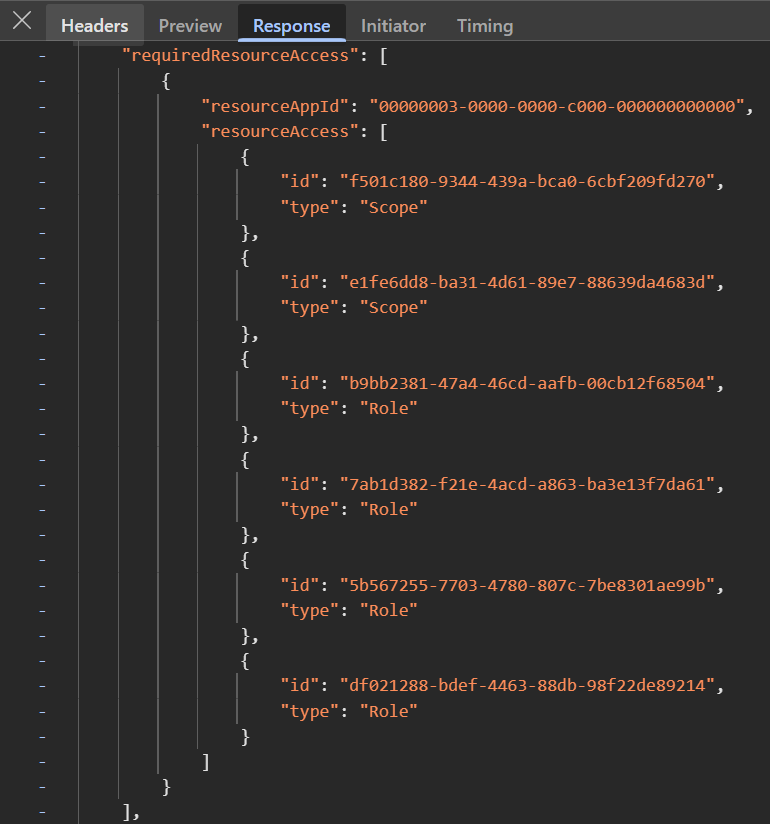 Headers Preview Response Initiator Timing
- "requiredResourceAccess": [
- {
- "resourceAppId": "00000003-0000-0000-c000-000000000000",
- "resourceAccess": [
- {
- "id": "f501c180-9344-439a-bca0-6cbf209fd270",
- "type": "Scope"
- },
- {
- "id": "e1fe6dd8-ba31-4d61-89e7-88639da4683d",
- "type": "Scope"
- },
- {
- "id": "b9bb2381-47a4-46cd-aafb-00cb12f68504",
- "type": "Role"
- },
- {
- "id": "7ab1d382-f21e-4acd-a863-ba3e13f7da61",
- "type": "Role"
- },
- {
- "id": "5b567255-7703-4780-807c-7be8301ae99b",
- "type": "Role"
- },
- {
- "id": "df021288-bdef-4463-88db-98f22de89214",
- "type": "Role"
- }
- ]
- }
- ],